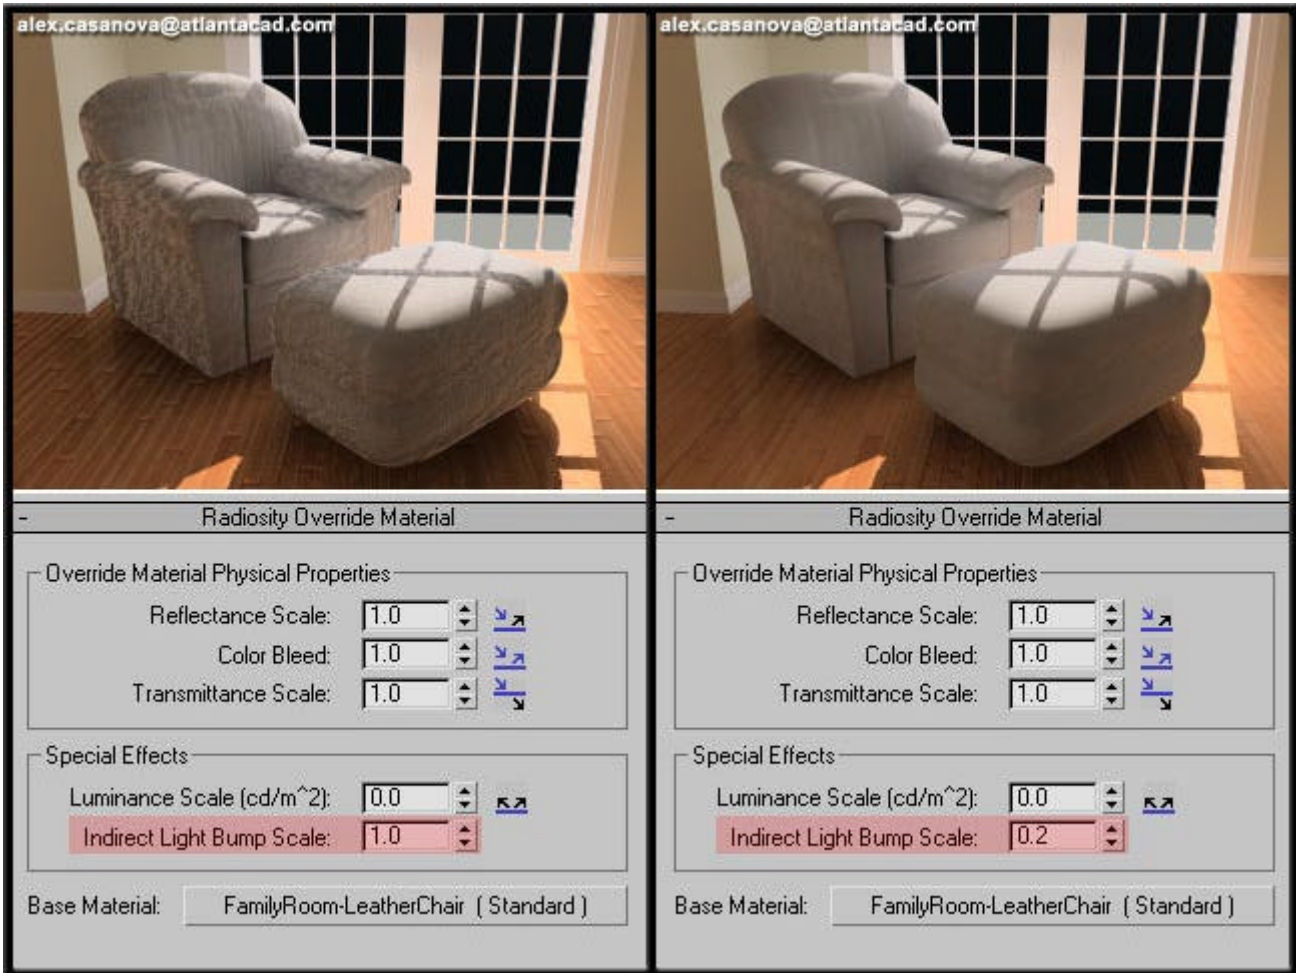 alex.casanova@atlantacad.com
- Radiosity Override Material
Override Material Physical Properties
Reflectance Scale: 1.0
Color Bleed: 1.0
Transmittance Scale: 1.0
Special Effects
Luminance Scale (cd/m^2): 0.0
Indirect Light Bump Scale: 1.0
Base Material: FamilyRoom-LeatherChair ( Standard )
alex.casanova@atlantacad.com
- Radiosity Override Material
Override Material Physical Properties
Reflectance Scale: 1.0
Color Bleed: 1.0
Transmittance Scale: 1.0
Special Effects
Luminance Scale (cd/m^2): 0.0
Indirect Light Bump Scale: 0.2
Base Material: FamilyRoom-LeatherChair ( Standard )